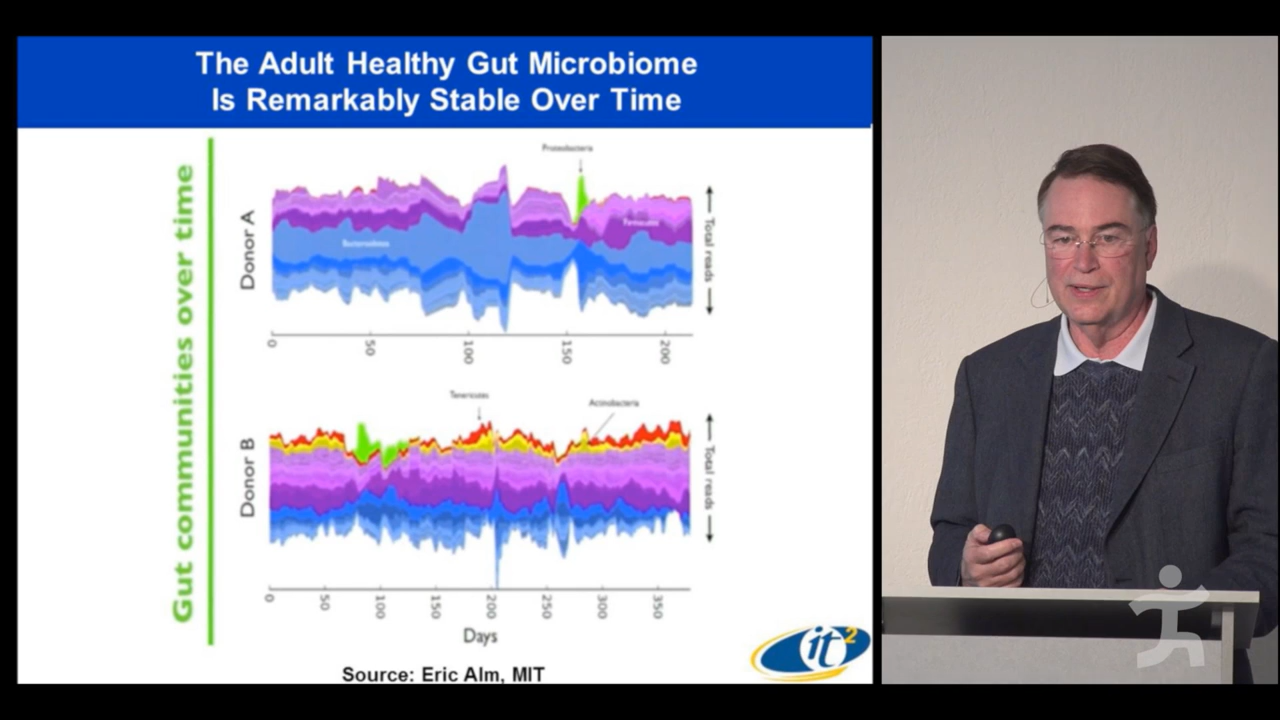 The Adult Healthy Gut Microbiome
Is Remarkably Stable Over Time
Gut communities over time
Donor A
Proteobacteria
Bacteroidetes
Firmicutes
Total reads
0
50
100
150
200
Donor B
Tenericutes
Actinobacteria
Total reads
0
50
100
150
200
250
300
350
Days
Source: Eric Alm, MIT
it2